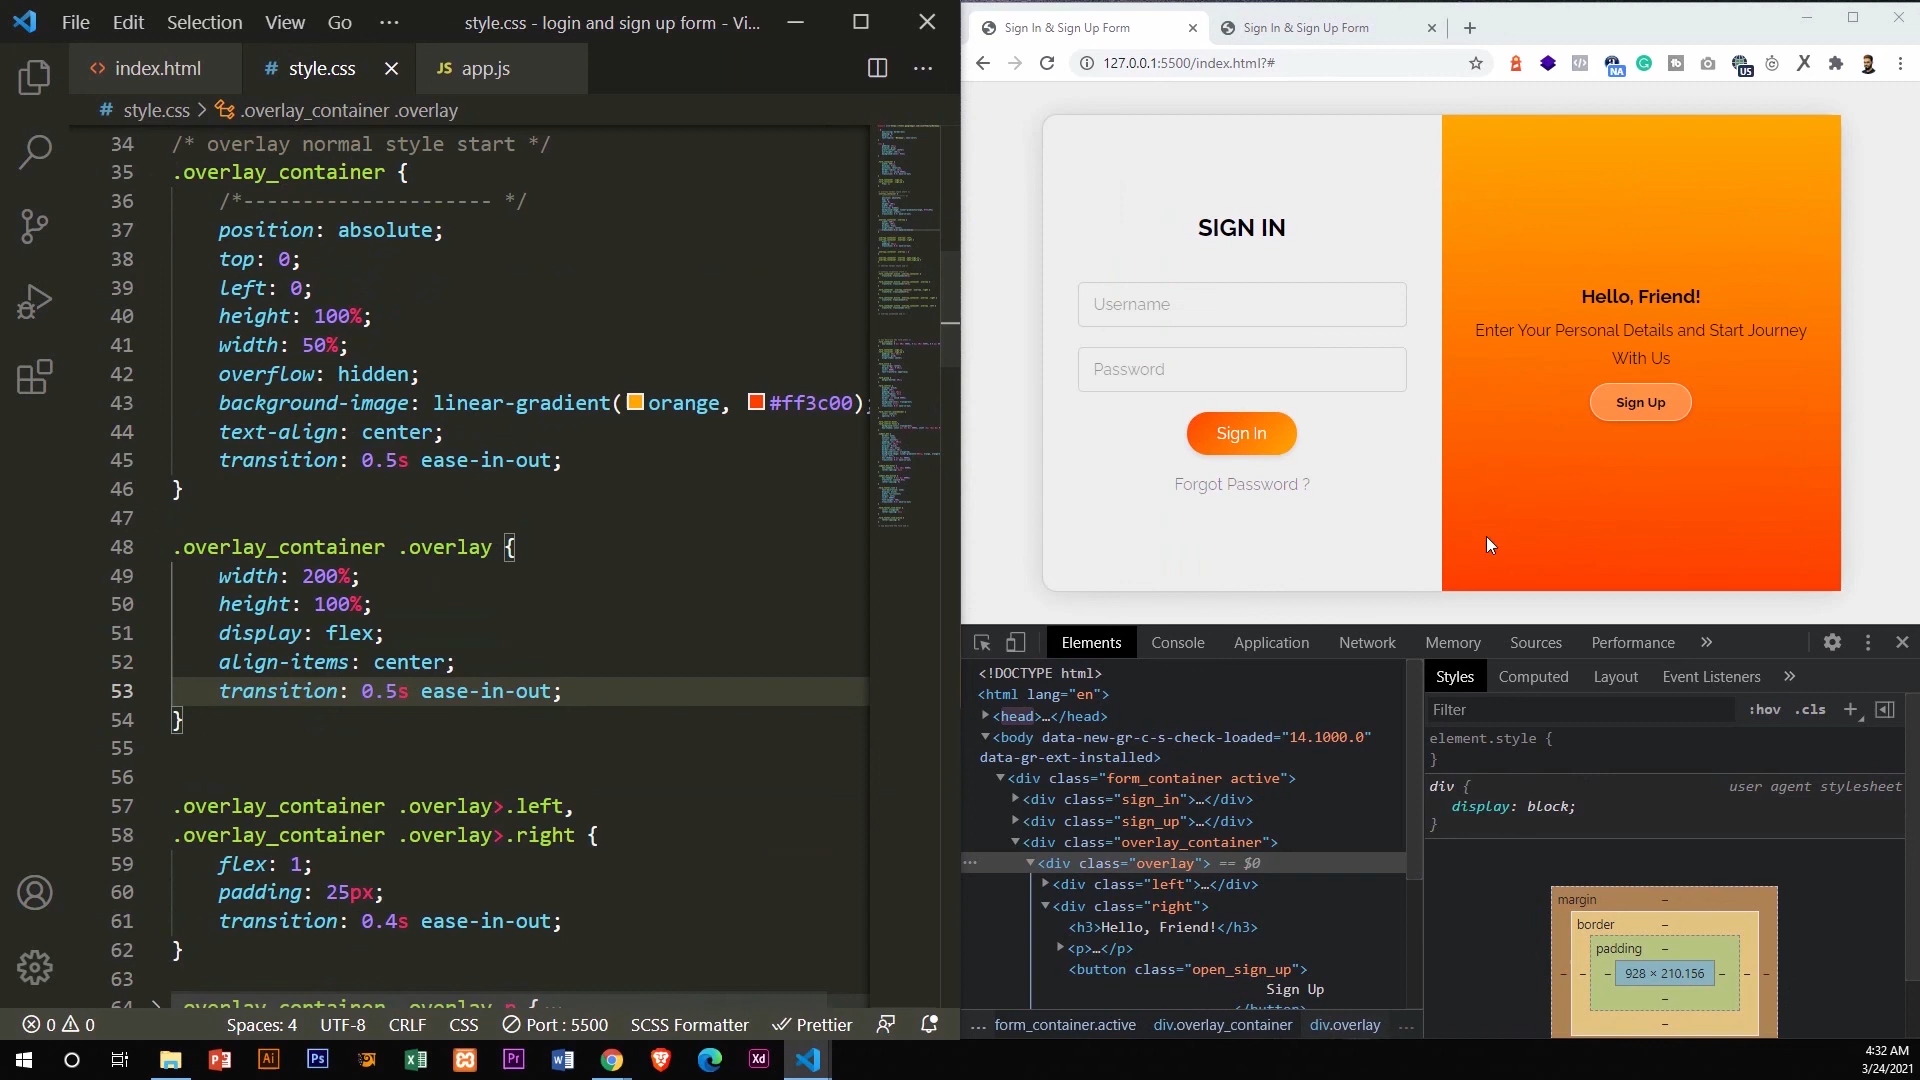 File Edit Selection View Go ··· style.css - login and sign up form - Vi...
index.html # style.css JS app.js ···
# style.css > .overlay_container .overlay
34 /* overlay normal style start */
35 .overlay_container {
36 /*--------------------- */
37 position: absolute;
38 top: 0;
39 left: 0;
40 height: 100%;
41 width: 50%;
42 overflow: hidden;
43 background-image: linear-gradient(orange, #ff3c00);
44 text-align: center;
45 transition: 0.5s ease-in-out;
46 }
47
48 .overlay_container .overlay {
49 width: 200%;
50 height: 100%;
51 display: flex;
52 align-items: center;
53 transition: 0.5s ease-in-out;
54 }
55
56
57 .overlay_container .overlay>.left,
58 .overlay_container .overlay>.right {
59 flex: 1;
60 padding: 25px;
61 transition: 0.4s ease-in-out;
62 }
63
64 .overlay_container .overlay p {···
0 0 Spaces: 4 UTF-8 CRLF CSS Port : 5500 SCSS Formatter Prettier
Sign In & Sign Up Form Sign In & Sign Up Form
127.0.0.1:5500/index.html?#
NA US
SIGN IN
Username
Password
Sign In
Forgot Password ?
Hello, Friend!
Enter Your Personal Details and Start Journey
With Us
Sign Up
Elements Console Application Network Memory Sources Performance »
<!DOCTYPE html>
<html lang="en">
<head>…</head>
<body data-new-gr-c-s-check-loaded="14.1000.0"
data-gr-ext-installed>
<div class="form_container active">
<div class="sign_in">…</div>
<div class="sign_up">…</div>
<div class="overlay_container">
··· <div class="overlay"> == $0
<div class="left">…</div>
<div class="right">
<h3>Hello, Friend!</h3>
<p>…</p>
<button class="open_sign_up">
Sign Up
</button>
... form_container.active div.overlay_container div.overlay ...
Styles Computed Layout Event Listeners »
Filter :hov .cls +
element.style {
}
div { user agent stylesheet
display: block;
}
margin –
border –
padding –
– – – 928 × 210.156 – – –
–
–
Ai Ps Pr Xd
4:32 AM
3/24/2021